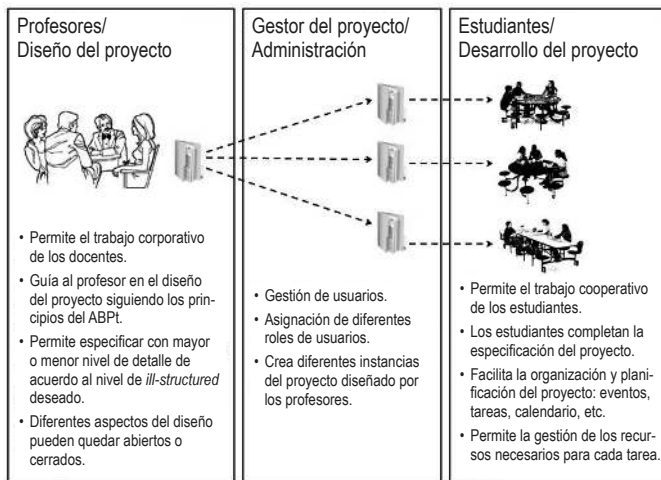 Profesores/
Diseño del proyecto
• Permite el trabajo corporativo
de los docentes.
• Guía al profesor en el diseño
del proyecto siguiendo los prin-
cipios del ABPt.
• Permite especificar con mayor
o menor nivel de detalle de
acuerdo al nivel de ill-structured
deseado.
• Diferentes aspectos del diseño
pueden quedar abiertos o
cerrados.
Gestor del proyecto/
Administración
• Gestión de usuarios.
• Asignación de diferentes
roles de usuarios.
• Crea diferentes instancias
del proyecto diseñado por
los profesores.
Estudiantes/
Desarrollo del proyecto
• Permite el trabajo cooperativo
de los estudiantes.
• Los estudiantes completan la
especificación del proyecto.
• Facilita la organización y plani-
ficación del proyecto: eventos,
tareas, calendario, etc.
• Permite la gestión de los recur-
sos necesarios para cada tarea.